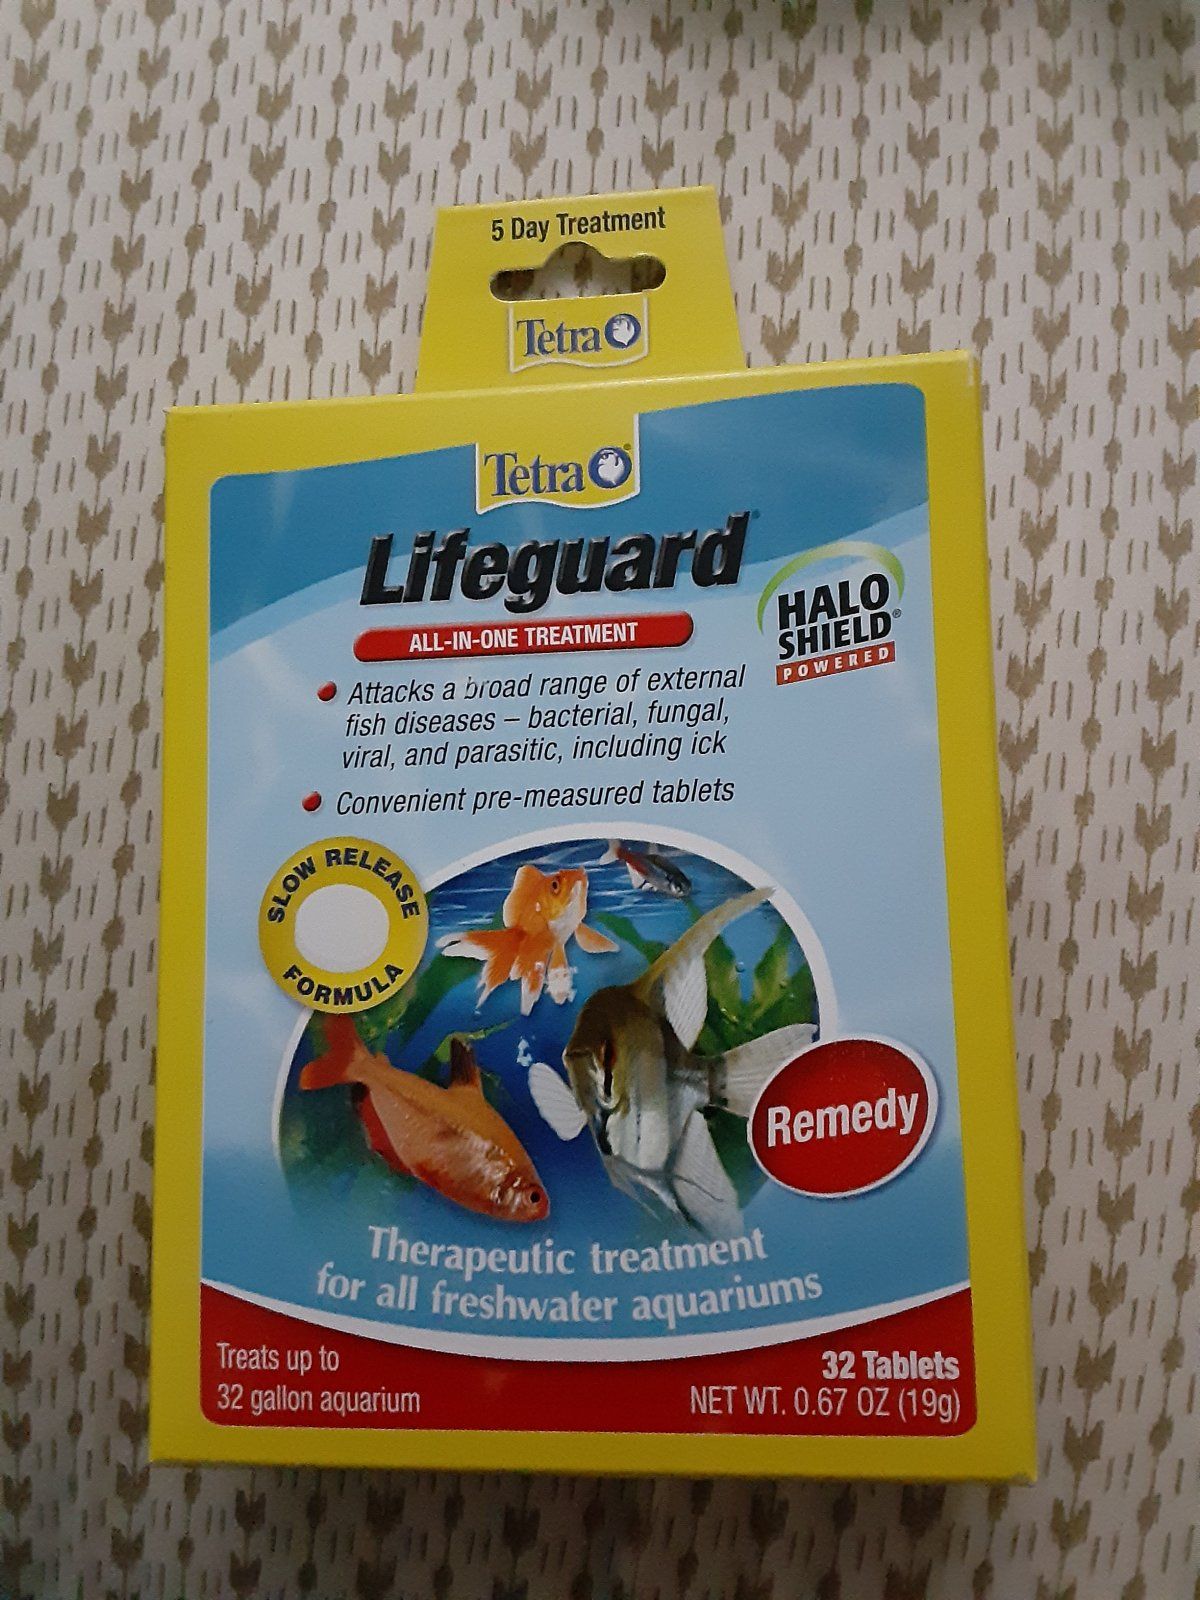 5 Day Treatment
Tetra
Tetra®
Lifeguard®
ALL-IN-ONE TREATMENT
HALO
SHIELD®
POWERED
• Attacks a broad range of external
fish diseases – bacterial, fungal,
viral, and parasitic, including ick
• Convenient pre-measured tablets
SLOW RELEASE
FORMULA
Remedy
Therapeutic treatment
for all freshwater aquariums
Treats up to
32 gallon aquarium
32 Tablets
NET WT. 0.67 OZ (19g)